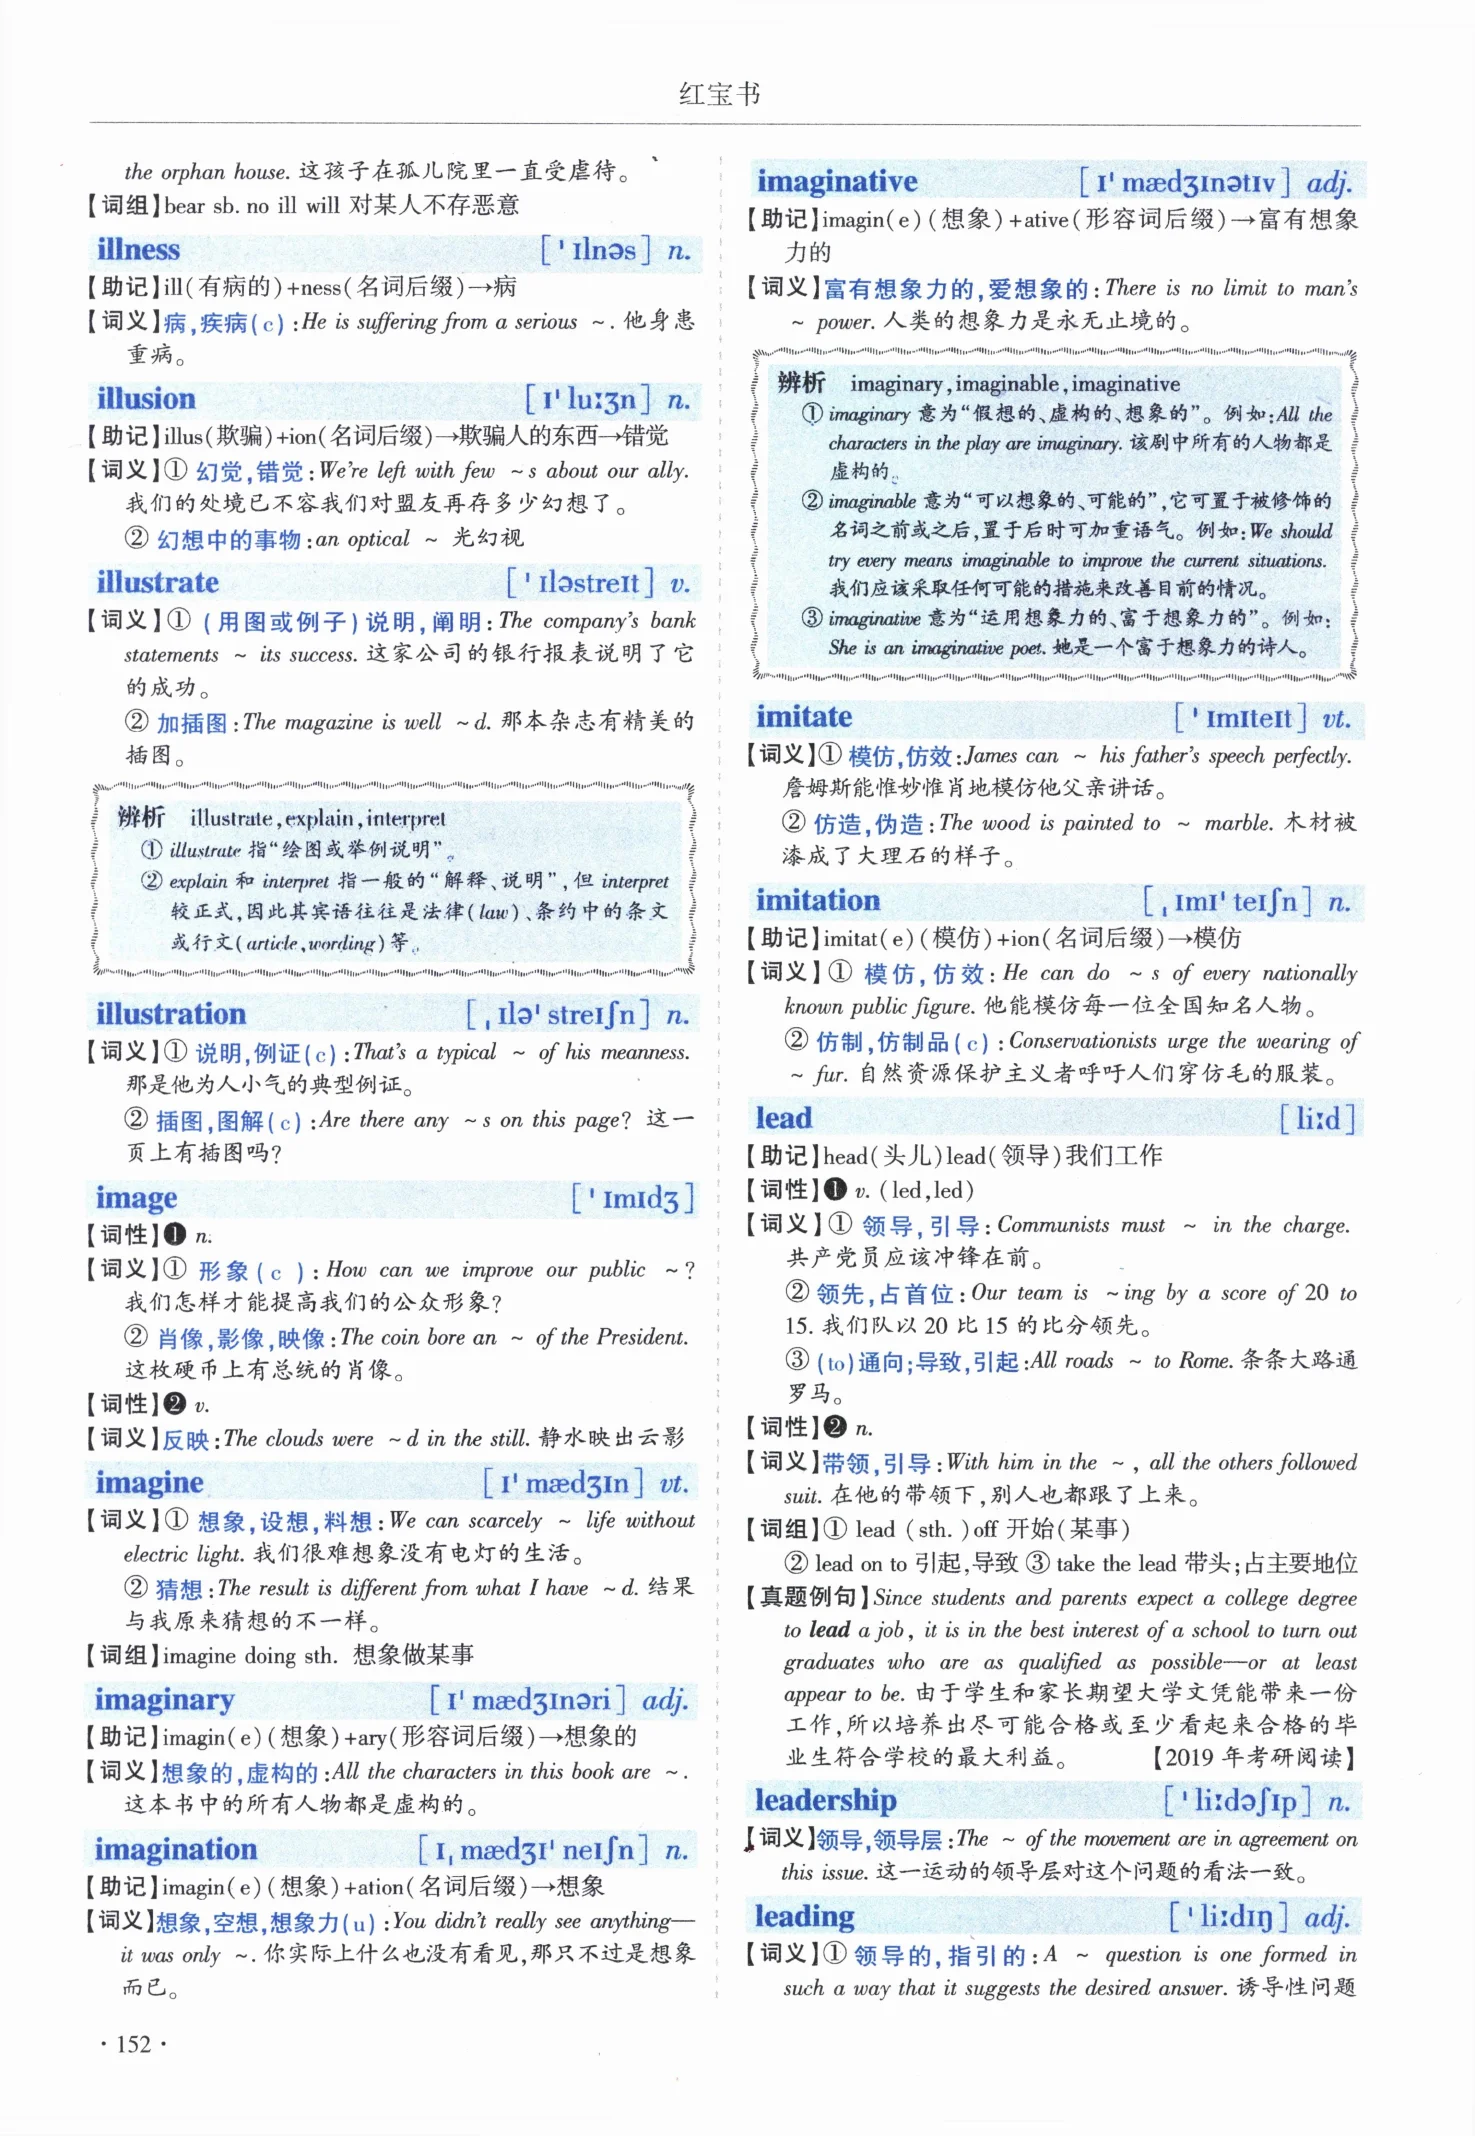 红宝书
the orphan house. 这孩子在孤儿院里一直受虐待。
【词组】bear sb. no ill will 对某人不存恶意
illness [ˈɪlnəs] n.
【助记】ill(有病的)+ness(名词后缀)→病
【词义】病,疾病(c):He is suffering from a serious ~. 他身患
重病。
illusion [ɪˈluːʒn] n.
【助记】illus(欺骗)+ion(名词后缀)→欺骗人的东西→错觉
【词义】① 幻觉,错觉:We're left with few ~s about our ally.
我们的处境已不容我们对盟友再存多少幻想了。
② 幻想中的事物:an optical ~ 光幻视
illustrate [ˈɪləstreɪt] v.
【词义】① (用图或例子)说明,阐明:The company's bank
statements ~ its success. 这家公司的银行报表说明了它
的成功。
② 加插图:The magazine is well ~d. 那本杂志有精美的
插图。
辨析 illustrate,explain,interpret
① illustrate 指“绘图或举例说明”。
② explain 和 interpret 指一般的“解释、说明”,但 interpret
较正式,因此其宾语往往是法律(law)、条约中的条文
或行文(article,wording)等。
illustration [ˌɪləˈstreɪʃn] n.
【词义】① 说明,例证(c):That's a typical ~ of his meanness.
那是他为人小气的典型例证。
② 插图,图解(c):Are there any ~s on this page? 这一
页上有插图吗?
image [ˈɪmɪdʒ]
【词性】❶ n.
【词义】① 形象(c ):How can we improve our public ~?
我们怎样才能提高我们的公众形象?
② 肖像,影像,映像:The coin bore an ~ of the President.
这枚硬币上有总统的肖像。
【词性】❷ v.
【词义】反映:The clouds were ~d in the still. 静水映出云影
imagine [ɪˈmædʒɪn] vt.
【词义】① 想象,设想,料想:We can scarcely ~ life without
electric light. 我们很难想象没有电灯的生活。
② 猜想:The result is different from what I have ~d. 结果
与我原来猜想的不一样。
【词组】imagine doing sth. 想象做某事
imaginary [ɪˈmædʒɪnəri] adj.
【助记】imagin(e)(想象)+ary(形容词后缀)→想象的
【词义】想象的,虚构的:All the characters in this book are ~.
这本书中的所有人物都是虚构的。
imagination [ɪˌmædʒɪˈneɪʃn] n.
【助记】imagin(e)(想象)+ation(名词后缀)→想象
【词义】想象,空想,想象力(u):You didn't really see anything—
it was only ~. 你实际上什么也没有看见,那只不过是想象
而已。
imaginative [ɪˈmædʒɪnətɪv] adj.
【助记】imagin(e)(想象)+ative(形容词后缀)→富有想象
力的
【词义】富有想象力的,爱想象的:There is no limit to man's
~ power. 人类的想象力是永无止境的。
辨析 imaginary,imaginable,imaginative
① imaginary 意为“假想的、虚构的、想象的”。例如:All the
characters in the play are imaginary. 该剧中所有的人物都是
虚构的。
② imaginable 意为“可以想象的、可能的”,它可置于被修饰的
名词之前或之后,置于后时可加重语气。例如:We should
try every means imaginable to improve the current situations.
我们应该采取任何可能的措施来改善目前的情况。
③ imaginative 意为“运用想象力的、富于想象力的”。例如:
She is an imaginative poet. 她是一个富于想象力的诗人。
imitate [ˈɪmɪteɪt] vt.
【词义】① 模仿,仿效:James can ~ his father's speech perfectly.
詹姆斯能惟妙惟肖地模仿他父亲讲话。
② 仿造,伪造:The wood is painted to ~ marble. 木材被
漆成了大理石的样子。
imitation [ˌɪmɪˈteɪʃn] n.
【助记】imitat(e)(模仿)+ion(名词后缀)→模仿
【词义】① 模仿,仿效:He can do ~s of every nationally
known public figure. 他能模仿每一位全国知名人物。
② 仿制,仿制品(c):Conservationists urge the wearing of
~ fur. 自然资源保护主义者呼吁人们穿仿毛的服装。
lead [liːd]
【助记】head(头儿)lead(领导)我们工作
【词性】❶ v. (led,led)
【词义】① 领导,引导:Communists must ~ in the charge.
共产党员应该冲锋在前。
② 领先,占首位:Our team is ~ing by a score of 20 to
15. 我们队以 20 比 15 的比分领先。
③ (to)通向;导致,引起:All roads ~ to Rome. 条条大路通
罗马。
【词性】❷ n.
【词义】带领,引导:With him in the ~, all the others followed
suit. 在他的带领下,别人也都跟了上来。
【词组】① lead (sth.)off 开始(某事)
② lead on to 引起,导致 ③ take the lead 带头;占主要地位
【真题例句】Since students and parents expect a college degree
to lead a job, it is in the best interest of a school to turn out
graduates who are as qualified as possible—or at least
appear to be. 由于学生和家长期望大学文凭能带来一份
工作,所以培养出尽可能合格或至少看起来合格的毕
业生符合学校的最大利益。 【2019 年考研阅读】
leadership [ˈliːdəʃɪp] n.
【词义】领导,领导层:The ~ of the movement are in agreement on
this issue. 这一运动的领导层对这个问题的看法一致。
leading [ˈliːdɪŋ] adj.
【词义】① 领导的,指引的:A ~ question is one formed in
such a way that it suggests the desired answer. 诱导性问题
· 152 ·